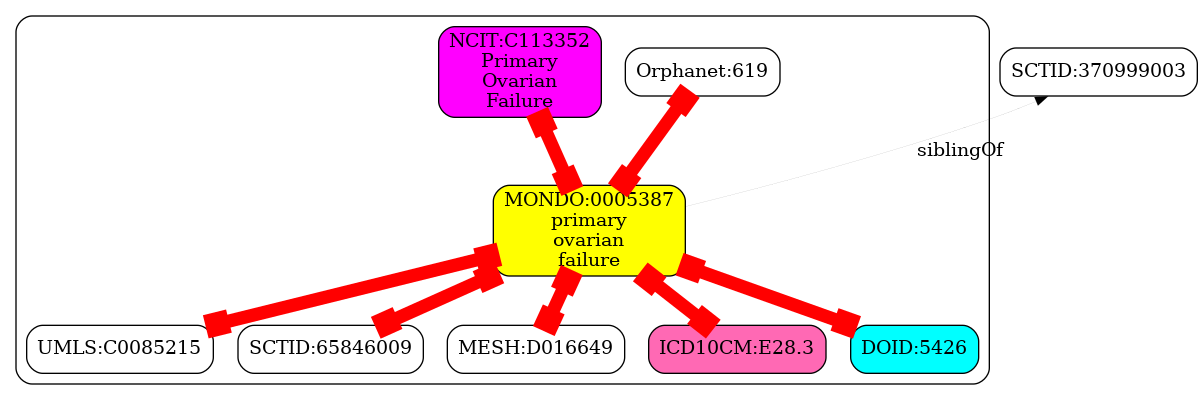 NCIT:C113352
Primary
Ovarian
Failure
Orphanet:619
SCTID:370999003
siblingOf
MONDO:0005387
primary
ovarian
failure
UMLS:C0085215
SCTID:65846009
MESH:D016649
ICD10CM:E28.3
DOID:5426